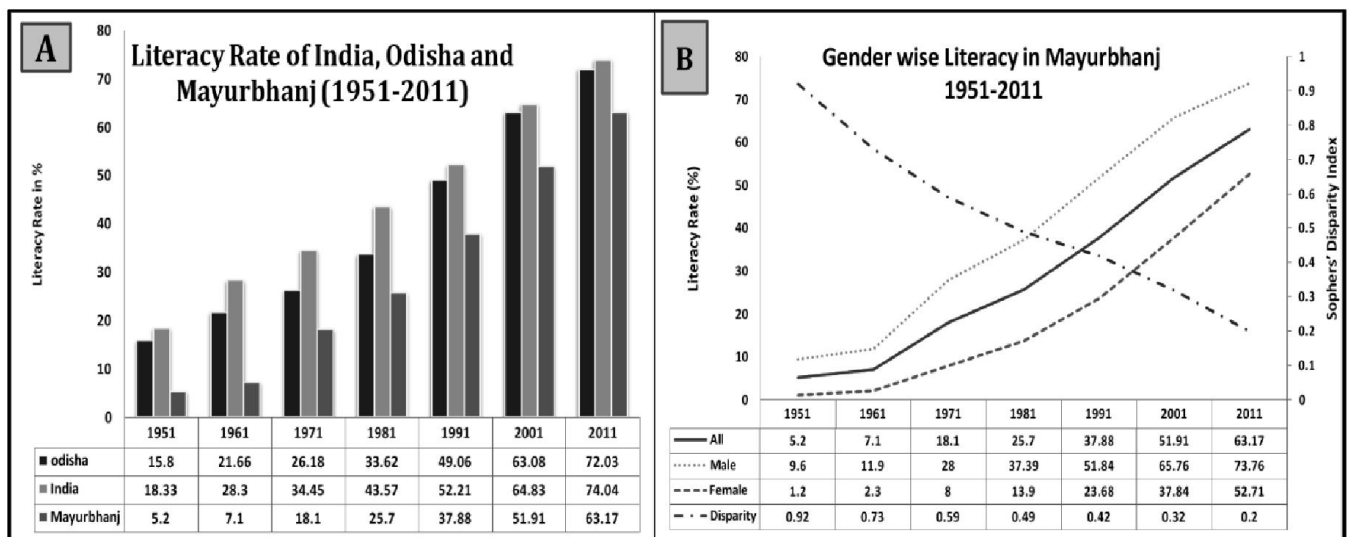 A
Literacy Rate of India, Odisha and
Mayurbhanj (1951-2011)
Literacy Rate in %
80
70
60
50
40
30
20
10
0
1951 1961 1971 1981 1991 2001 2011
odisha 15.8 21.66 26.18 33.62 49.06 63.08 72.03
India 18.33 28.3 34.45 43.57 52.21 64.83 74.04
Mayurbhanj 5.2 7.1 18.1 25.7 37.88 51.91 63.17
B
Gender wise Literacy in Mayurbhanj
1951-2011
Literacy Rate (%)
80
70
60
50
40
30
20
10
0
1
0.9
0.8
0.7
0.6
0.5
0.4
0.3
0.2
0.1
0
Sophers' Disparity Index
1951 1961 1971 1981 1991 2001 2011
All 5.2 7.1 18.1 25.7 37.88 51.91 63.17
Male 9.6 11.9 28 37.39 51.84 65.76 73.76
Female 1.2 2.3 8 13.9 23.68 37.84 52.71
Disparity 0.92 0.73 0.59 0.49 0.42 0.32 0.2